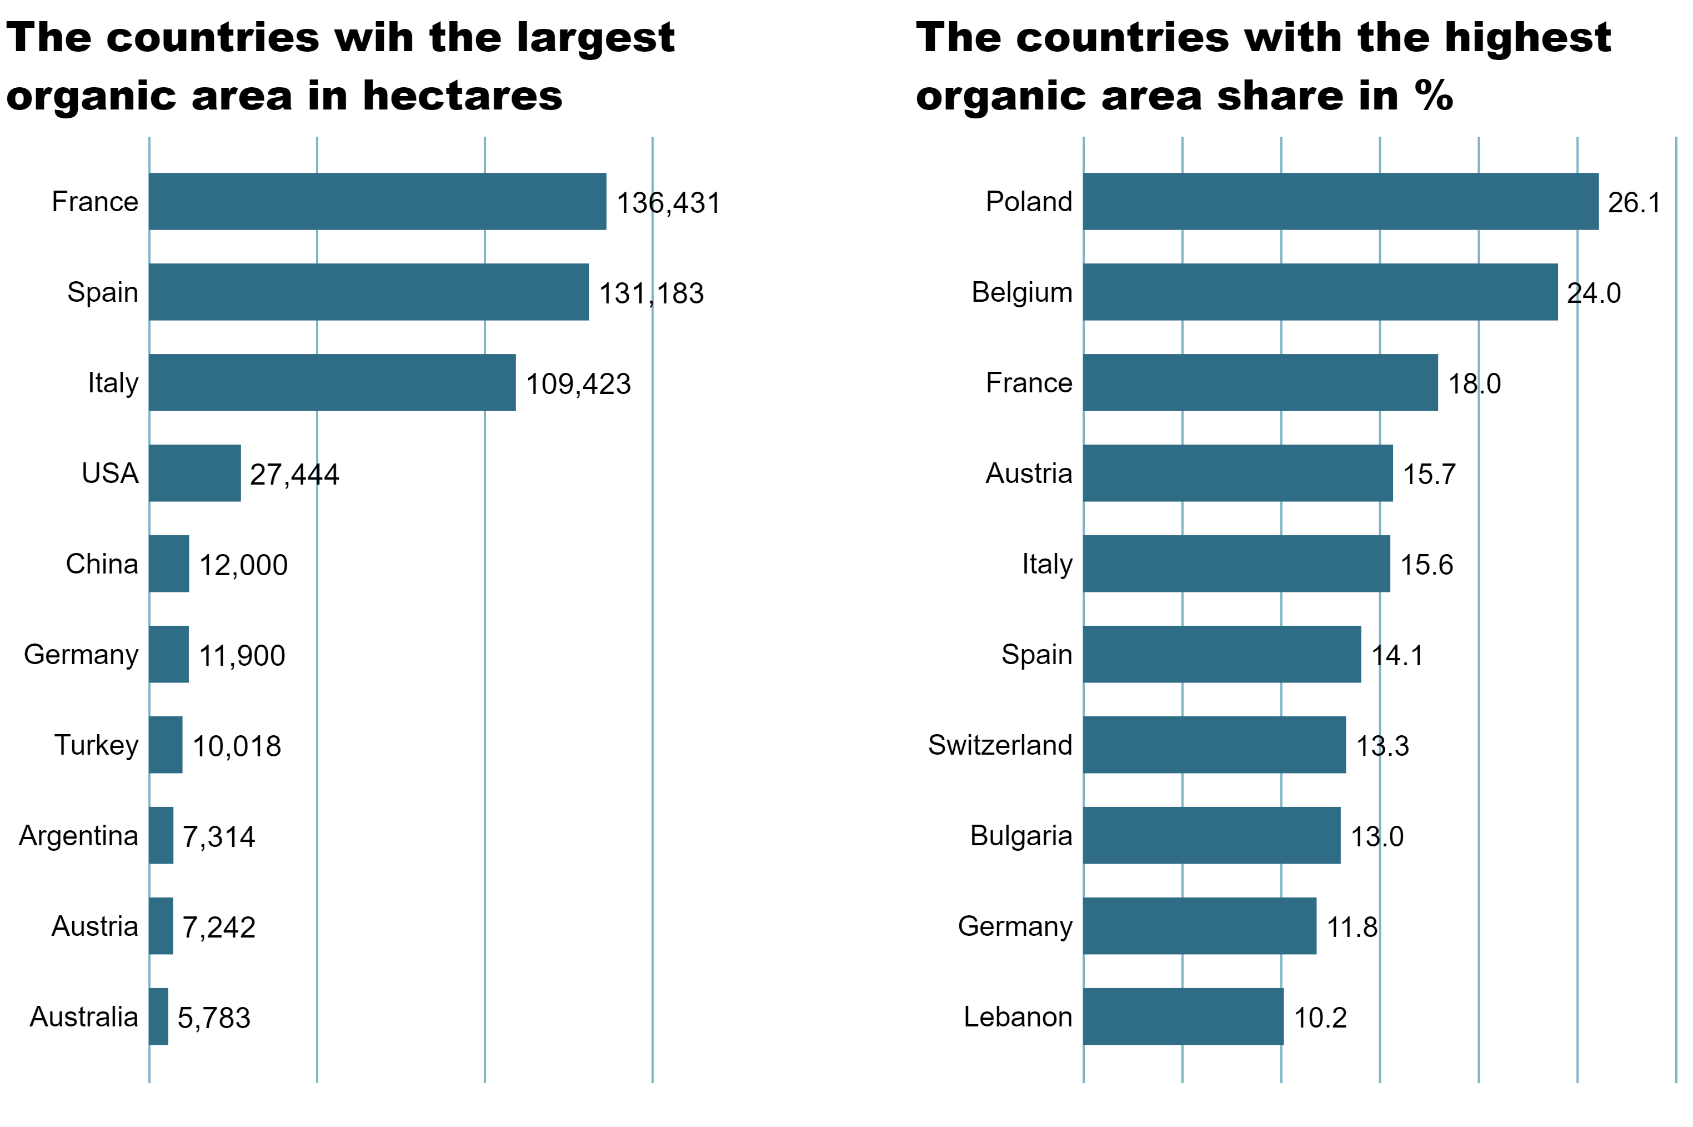 The countries wih the largest
organic area in hectares
France 136,431
Spain 131,183
Italy 109,423
USA 27,444
China 12,000
Germany 11,900
Turkey 10,018
Argentina 7,314
Austria 7,242
Australia 5,783
The countries with the highest
organic area share in %
Poland 26.1
Belgium 24.0
France 18.0
Austria 15.7
Italy 15.6
Spain 14.1
Switzerland 13.3
Bulgaria 13.0
Germany 11.8
Lebanon 10.2